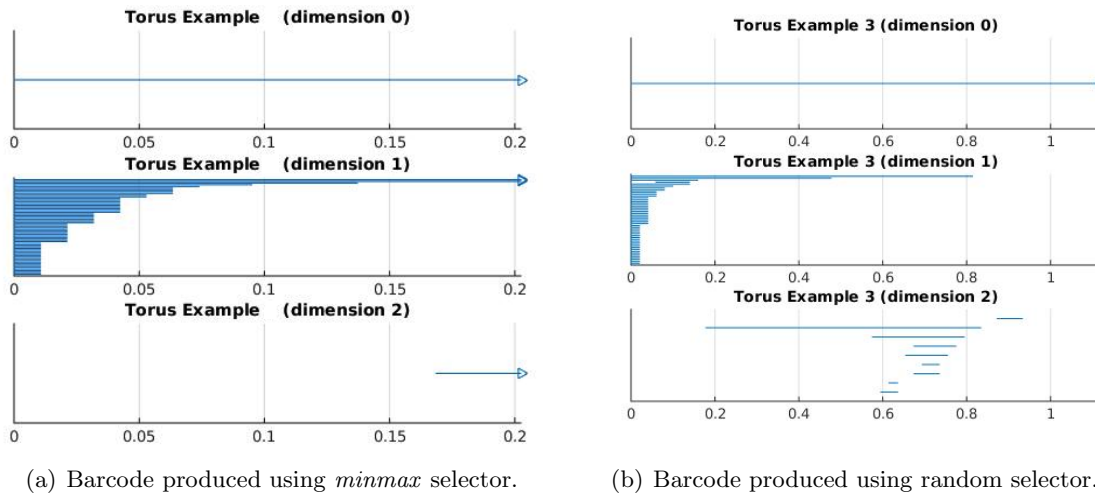 Torus Example (dimension 0)
0 0.05 0.1 0.15 0.2
Torus Example (dimension 1)
0 0.05 0.1 0.15 0.2
Torus Example (dimension 2)
0 0.05 0.1 0.15 0.2
(a) Barcode produced using minmax selector.
Torus Example 3 (dimension 0)
0 0.2 0.4 0.6 0.8 1
Torus Example 3 (dimension 1)
0 0.2 0.4 0.6 0.8 1
Torus Example 3 (dimension 2)
0 0.2 0.4 0.6 0.8 1
(b) Barcode produced using random selector.